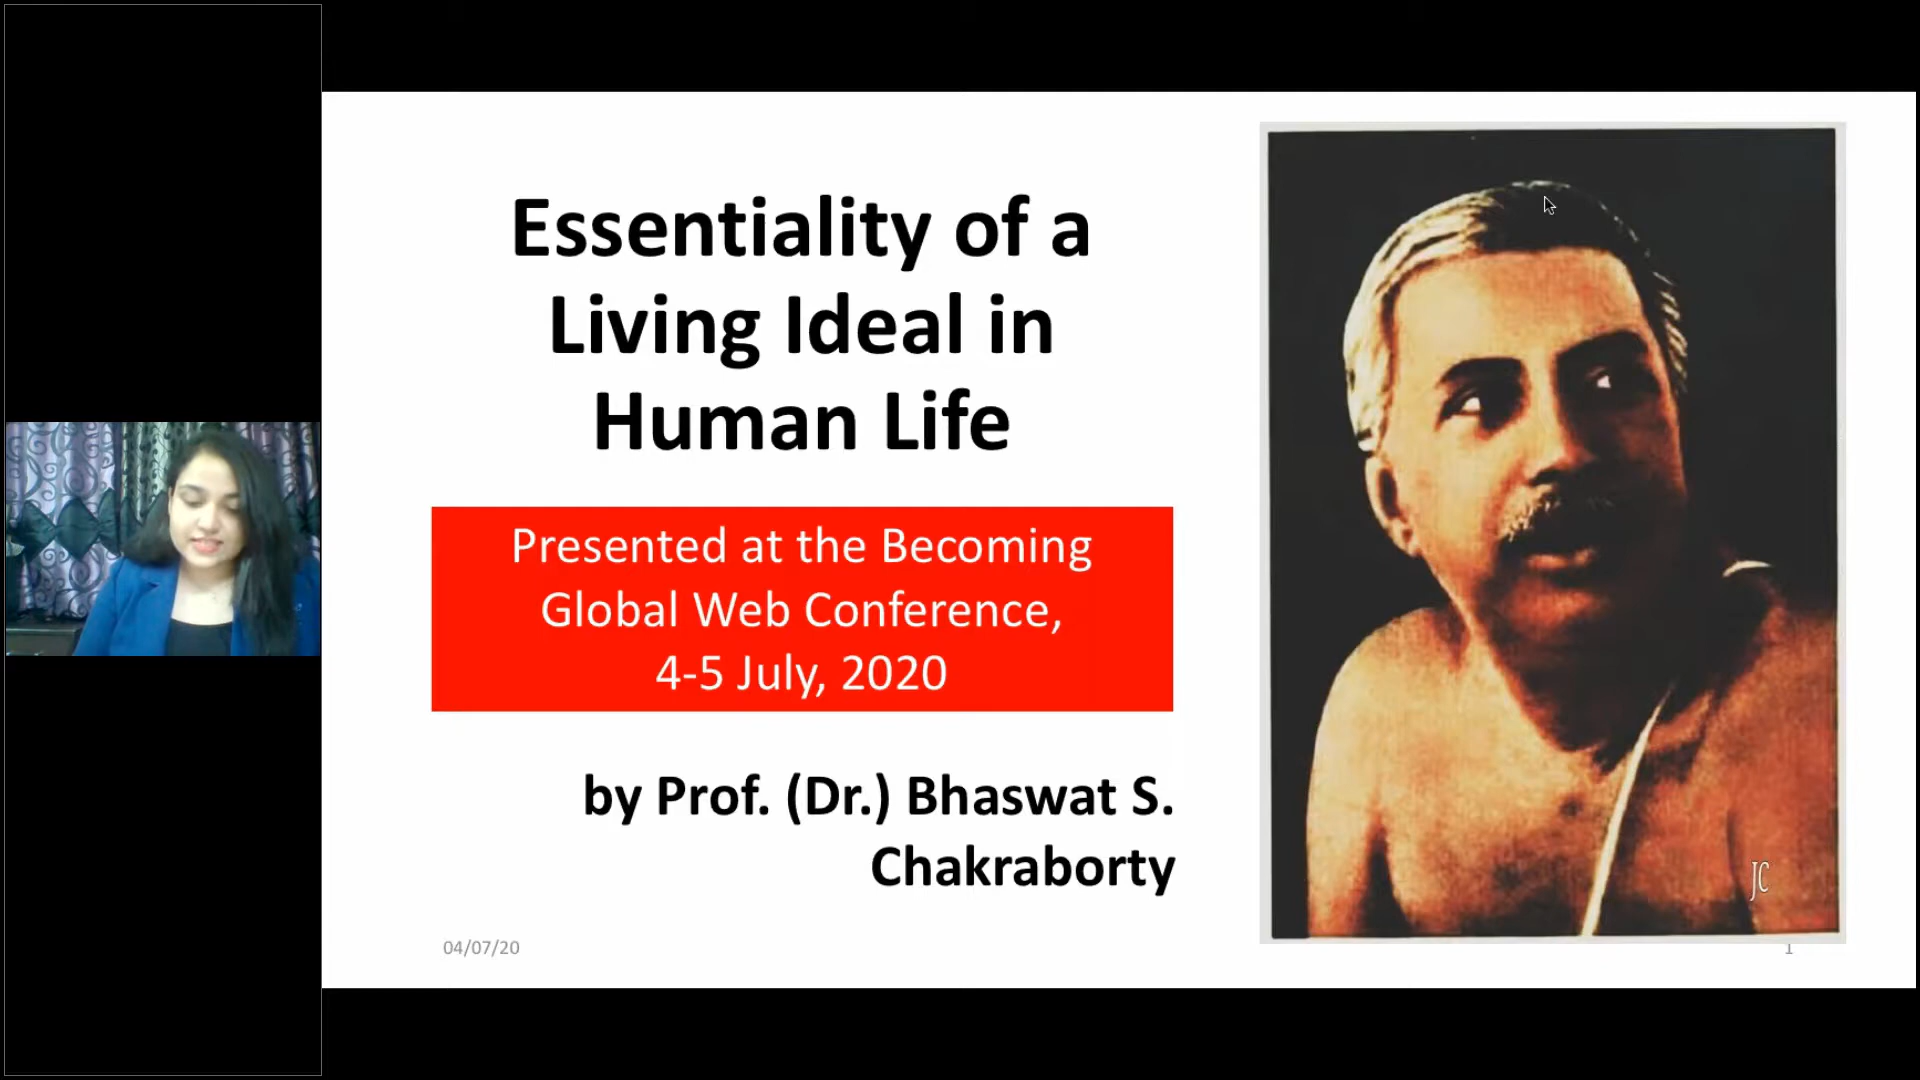 Essentiality of a
Living Ideal in
Human Life
Presented at the Becoming
Global Web Conference,
4-5 July, 2020
by Prof. (Dr.) Bhaswat S.
Chakraborty
JC
04/07/20
1